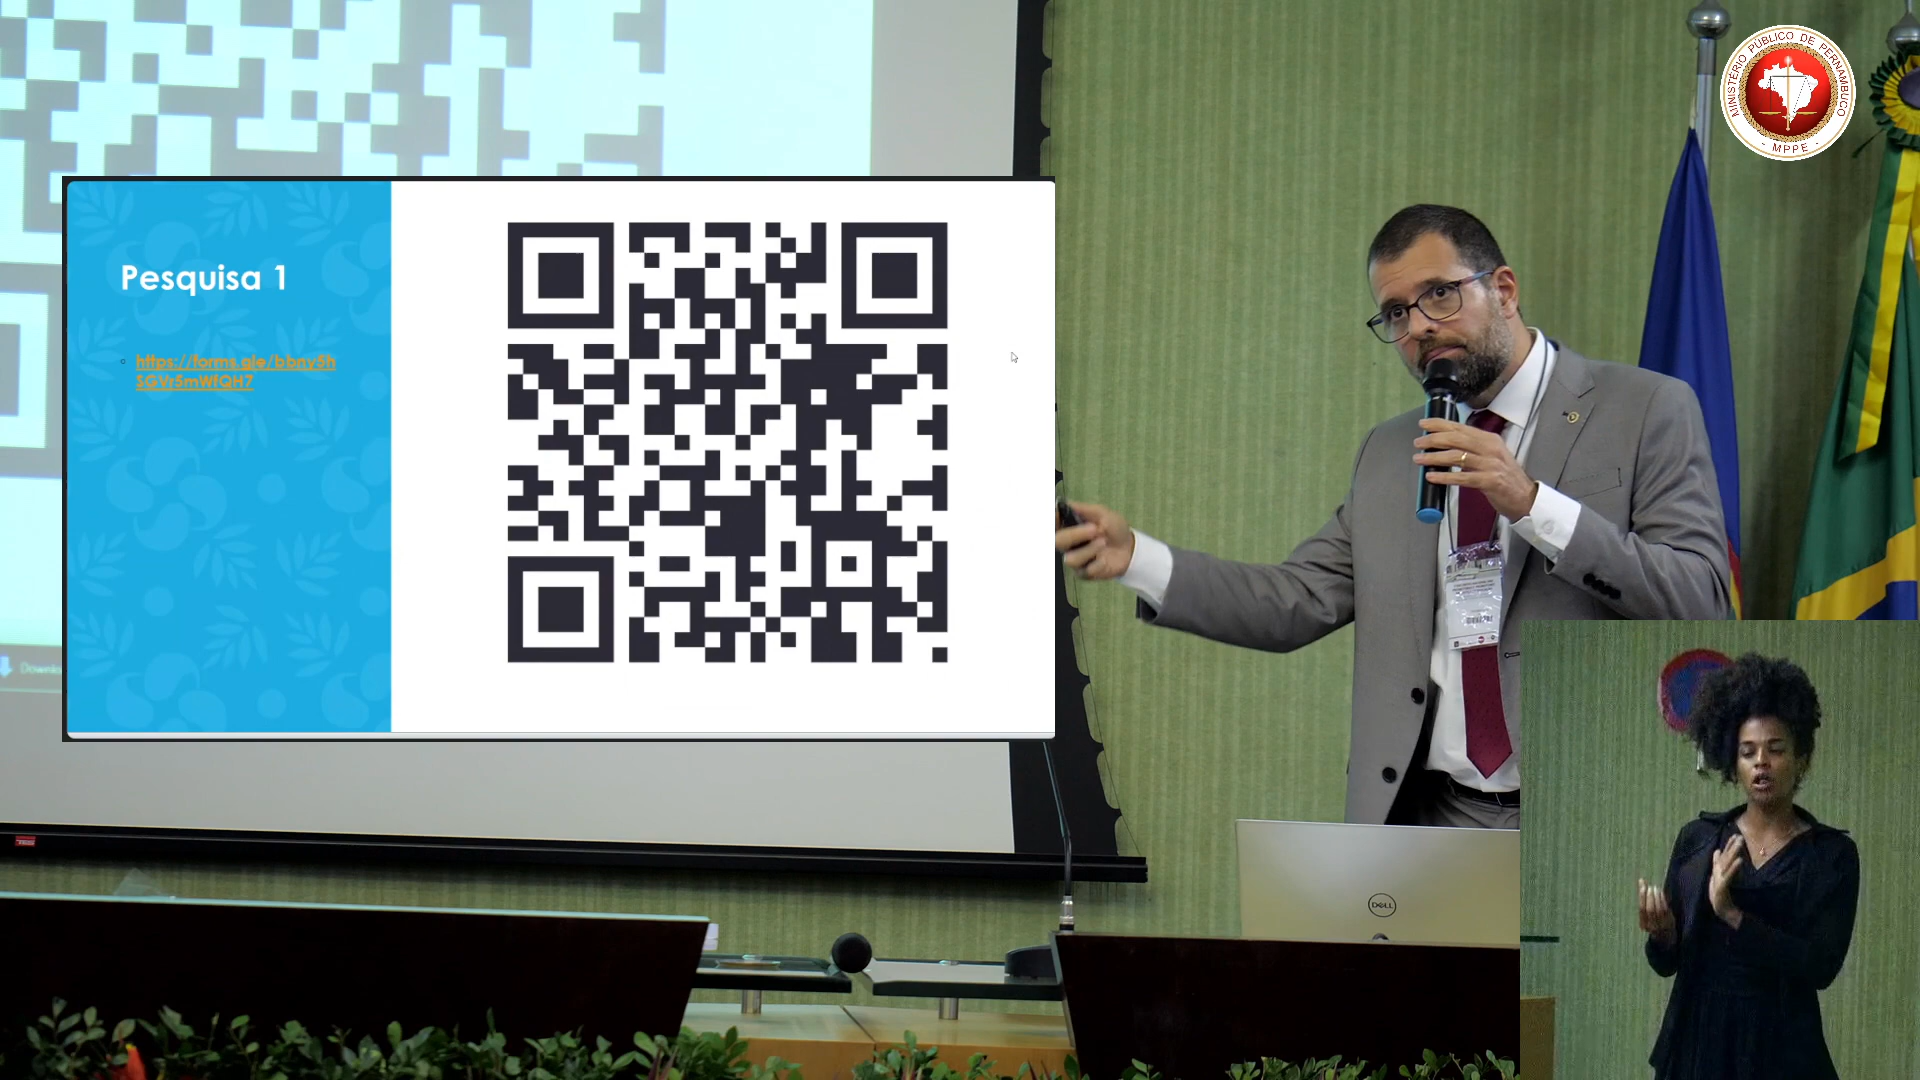 MINISTÉRIO PÚBLICO DE PERNAMBUCO
- MPPE -
Pesquisa 1
https://forms.gle/bbny5h
SGVr5mWfQH7
DELL